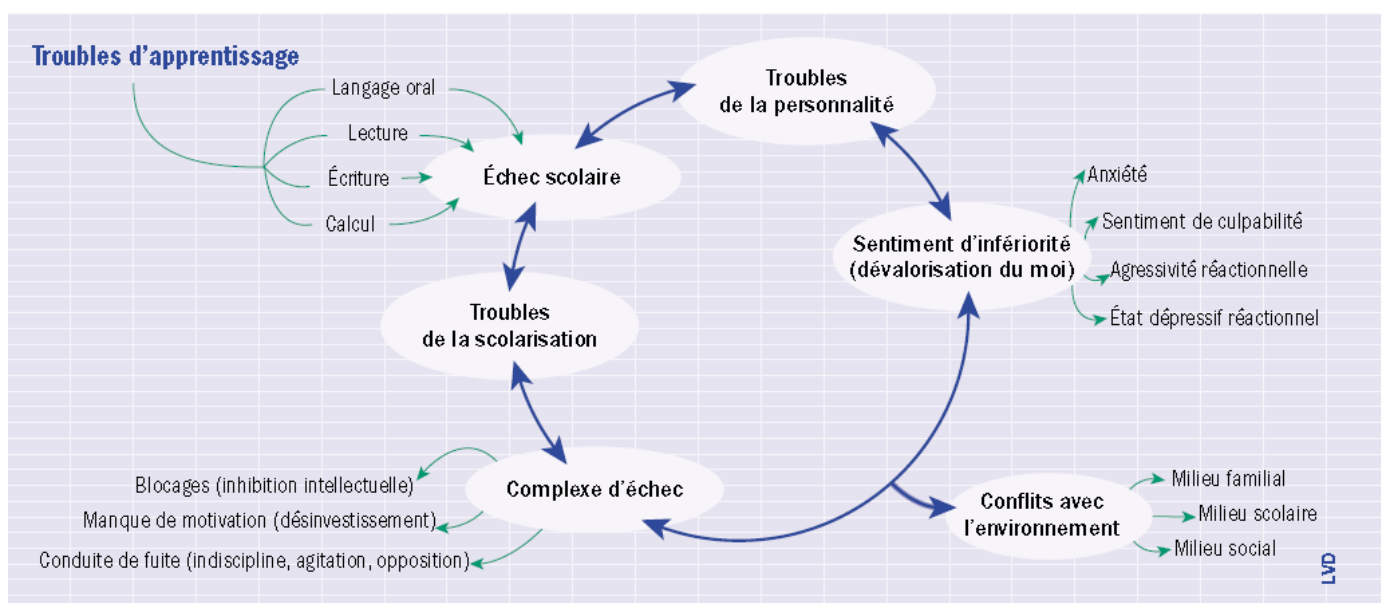 Troubles d'apprentissage
Langage oral
Lecture
Écriture
Calcul
Échec scolaire
Troubles
de la personnalité
Sentiment d'infériorité
(dévalorisation du moi)
Anxiété
Sentiment de culpabilité
Agressivité réactionnelle
État dépressif réactionnel
Troubles
de la scolarisation
Complexe d'échec
Blocages (inhibition intellectuelle)
Manque de motivation (désinvestissement)
Conduite de fuite (indiscipline, agitation, opposition)
Conflits avec
l'environnement
Milieu familial
Milieu scolaire
Milieu social
LVD